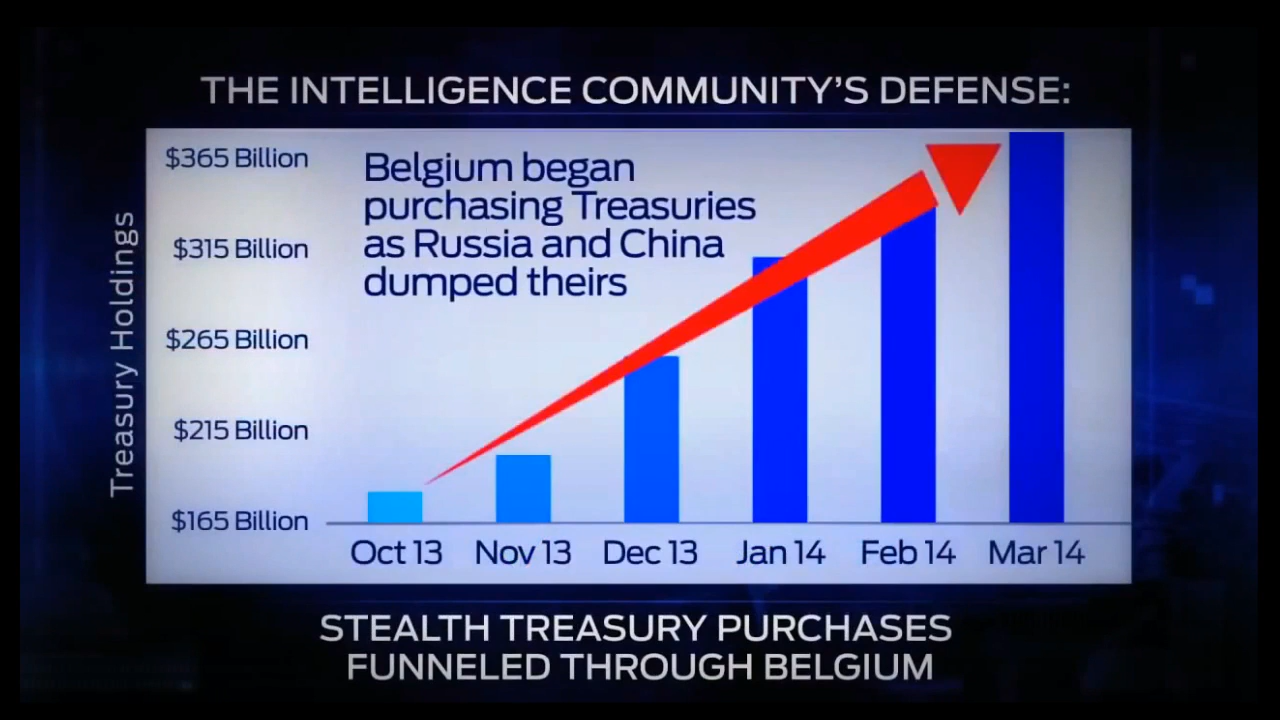 THE INTELLIGENCE COMMUNITY'S DEFENSE:
Treasury Holdings
$365 Billion
$315 Billion
$265 Billion
$215 Billion
$165 Billion
Belgium began
purchasing Treasuries
as Russia and China
dumped theirs
Oct 13 Nov 13 Dec 13 Jan 14 Feb 14 Mar 14
STEALTH TREASURY PURCHASES
FUNNELED THROUGH BELGIUM